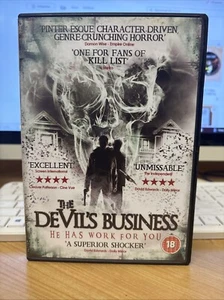 PINTER-ESQUE CHARACTER DRIVEN
GENRE CRUNCHING HORROR"
"ONE FOR FANS OF
KILL LIST"
"EXCELLENT"
★★★★
"UNMISSABLE"
★★★★
THE
DEVIL'S BUSINESS
HE HAS WORK FOR YOU
"A SUPERIOR SHOCKER"
18